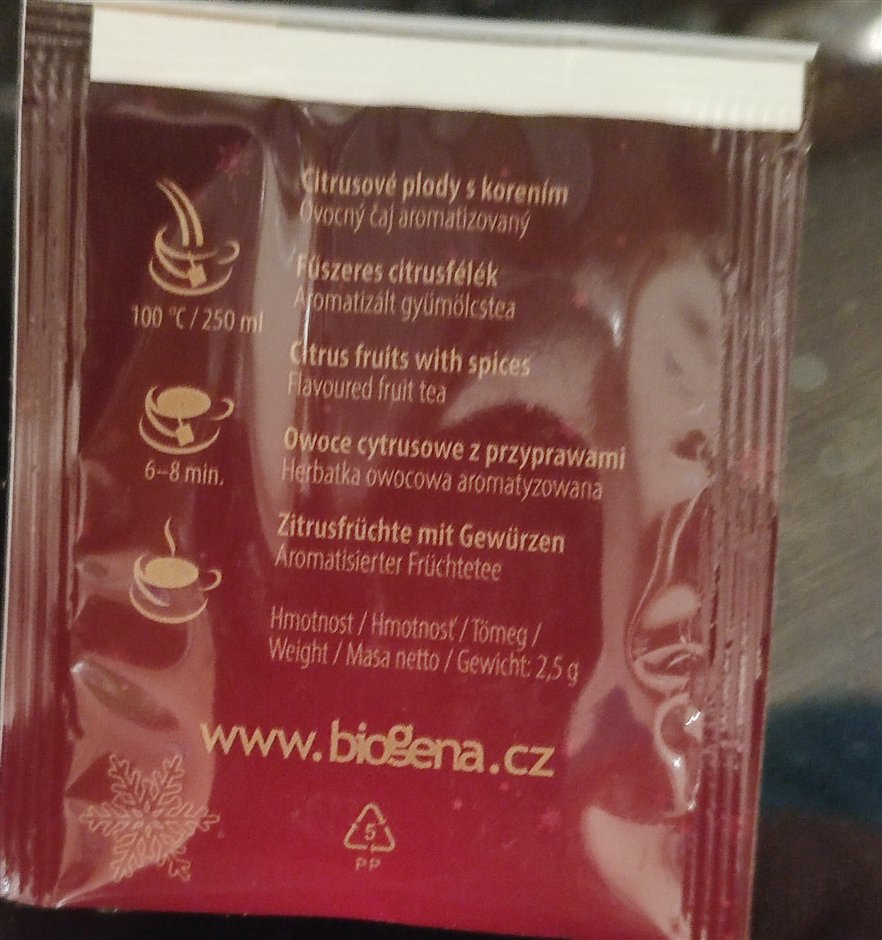 Citrusové plody s korením
Ovocný čaj aromatizovaný
Fűszeres citrusfélék
Aromatizált gyümölcstea
100 °C / 250 ml
Citrus fruits with spices
Flavoured fruit tea
Owoce cytrusowe z przyprawami
Herbatka owocowa aromatyzowana
6–8 min.
Zitrusfrüchte mit Gewürzen
Aromatisierter Früchtetee
Hmotnost / Hmotnosť / Tömeg /
Weight / Masa netto / Gewicht: 2,5 g
www.biogena.cz
5
PP